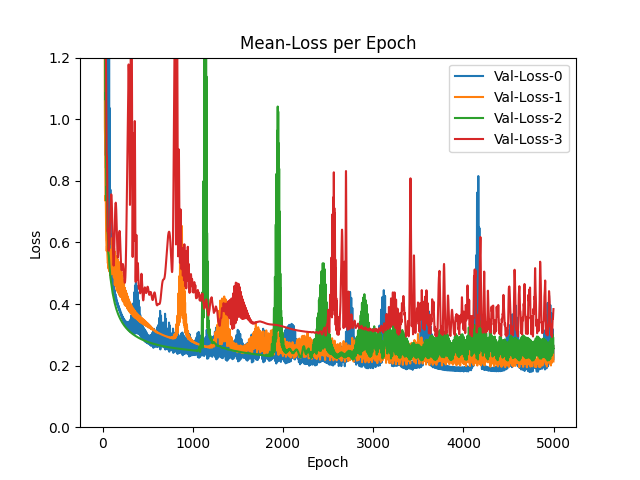 Mean-Loss per Epoch
Loss
1.2
1.0
0.8
0.6
0.4
0.2
0.0
Val-Loss-0
Val-Loss-1
Val-Loss-2
Val-Loss-3
0 1000 2000 3000 4000 5000
Epoch